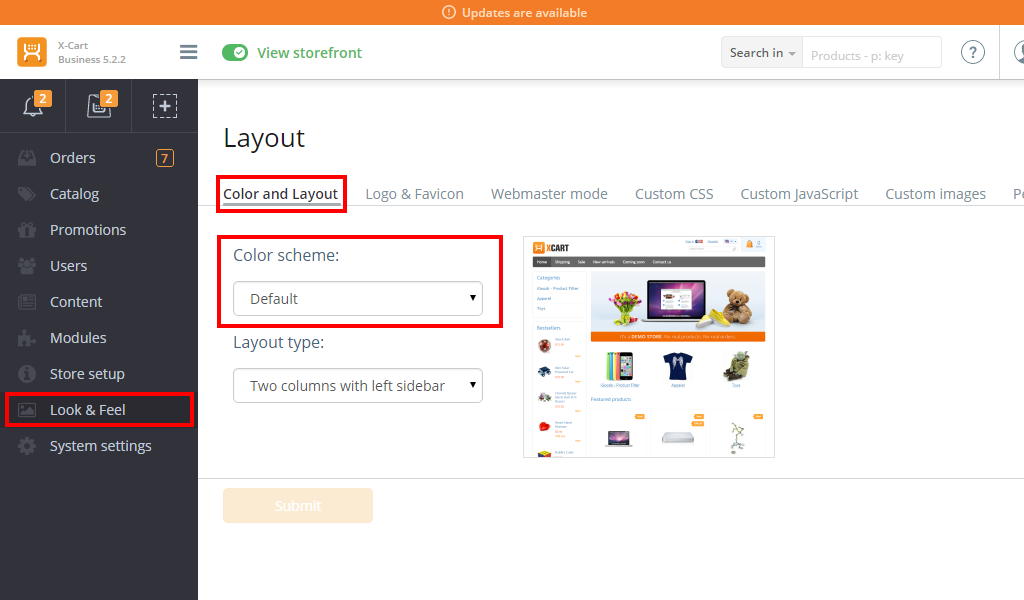 Updates are available
X-Cart
Business 5.2.2
View storefront
Search in
Products - p: key
?
2
2
Orders
7
Catalog
Promotions
Users
Content
Modules
Store setup
Look & Feel
System settings
Layout
Color and Layout
Logo & Favicon
Webmaster mode
Custom CSS
Custom JavaScript
Custom images
Color scheme:
Default
Layout type:
Two columns with left sidebar
XCART
Home
Shipping
Sale
New arrivals
Coming soon
Contact us
Categories
iGoods - Product Filter
Apparel
Toys
Bestsellers
IT'S A DEMO STORE. No real products. No real orders.
iGoods - Product Filter
Apparel
Toys
Featured products
Submit